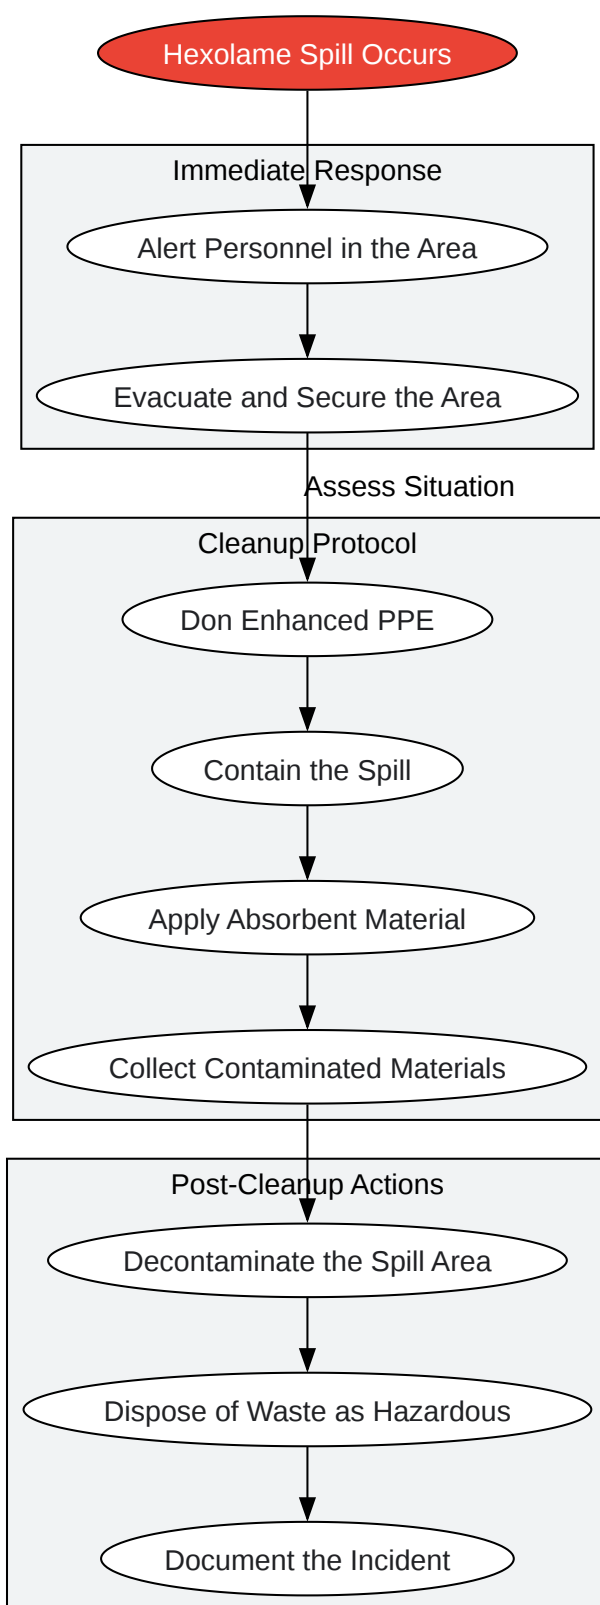 Hexolame Spill Occurs
Immediate Response
Alert Personnel in the Area
Evacuate and Secure the Area
Assess Situation
Cleanup Protocol
Don Enhanced PPE
Contain the Spill
Apply Absorbent Material
Collect Contaminated Materials
Post-Cleanup Actions
Decontaminate the Spill Area
Dispose of Waste as Hazardous
Document the Incident